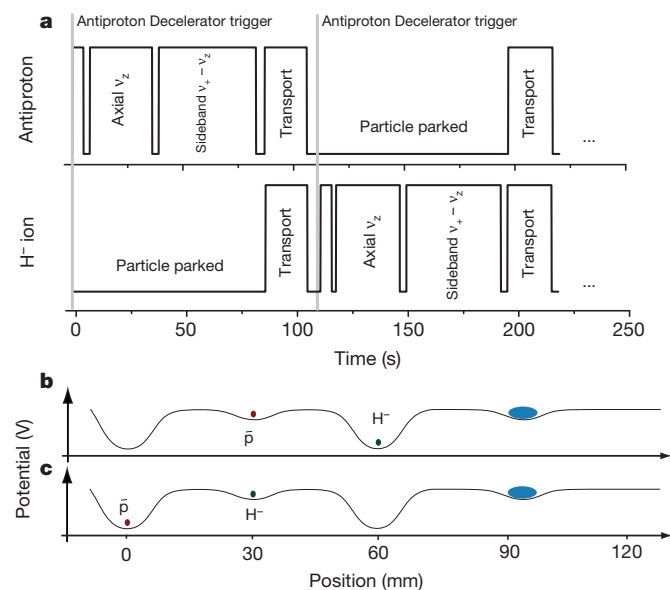 a
Antiproton Decelerator trigger Antiproton Decelerator trigger
Antiproton
Axial ν_z
Sideband ν_+ – ν_z
Transport
Particle parked
Transport
...
H⁻ ion
Particle parked
Transport
Axial ν_z
Sideband ν_+ – ν_z
Transport
...
0 50 100 150 200 250
Time (s)
Potential (V)
b
p̄
H⁻
c
p̄
H⁻
0 30 60 90 120
Position (mm)